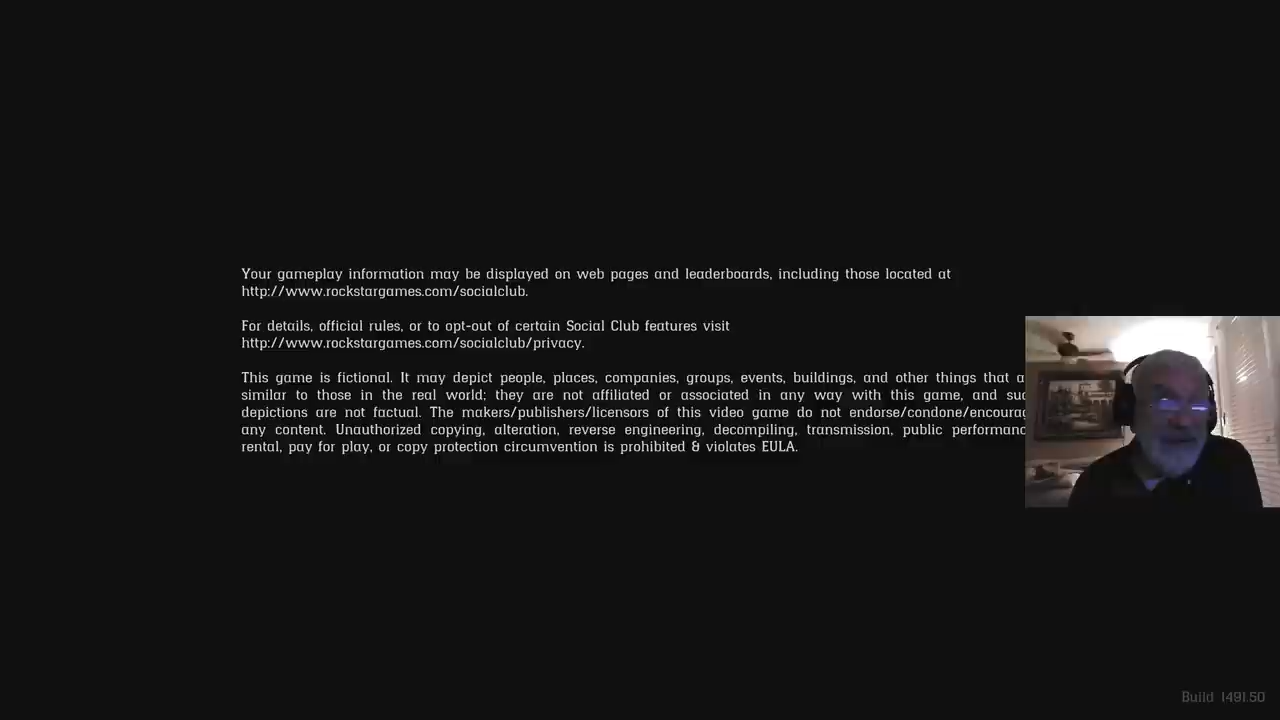 Your gameplay information may be displayed on web pages and leaderboards, including those located at
http://www.rockstargames.com/socialclub.
For details, official rules, or to opt-out of certain Social Club features visit
http://www.rockstargames.com/socialclub/privacy.
This game is fictional. It may depict people, places, companies, groups, events, buildings, and other things that
similar to those in the real world; they are not affiliated or associated in any way with this game, and
depictions are not factual. The makers/publishers/licensors of this video game do not
any content. Unauthorized copying, alteration, reverse engineering, decompiling, transmission, public
rental, pay for play, or copy protection circumvention is prohibited & violates EULA.
Build 1491.50